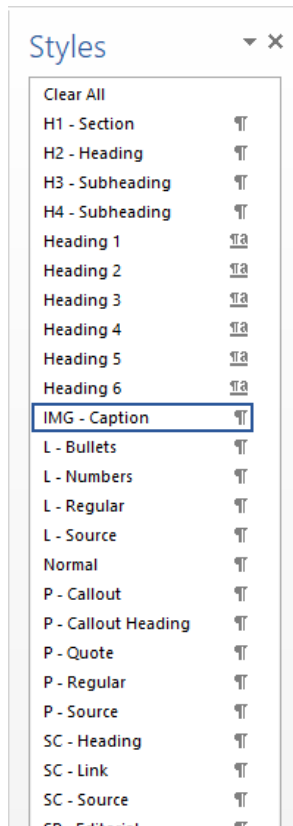 Styles
Clear All
H1 - Section
H2 - Heading
H3 - Subheading
H4 - Subheading
Heading 1
Heading 2
Heading 3
Heading 4
Heading 5
Heading 6
IMG - Caption
L - Bullets
L - Numbers
L - Regular
L - Source
Normal
P - Callout
P - Callout Heading
P - Quote
P - Regular
P - Source
SC - Heading
SC - Link
SC - Source